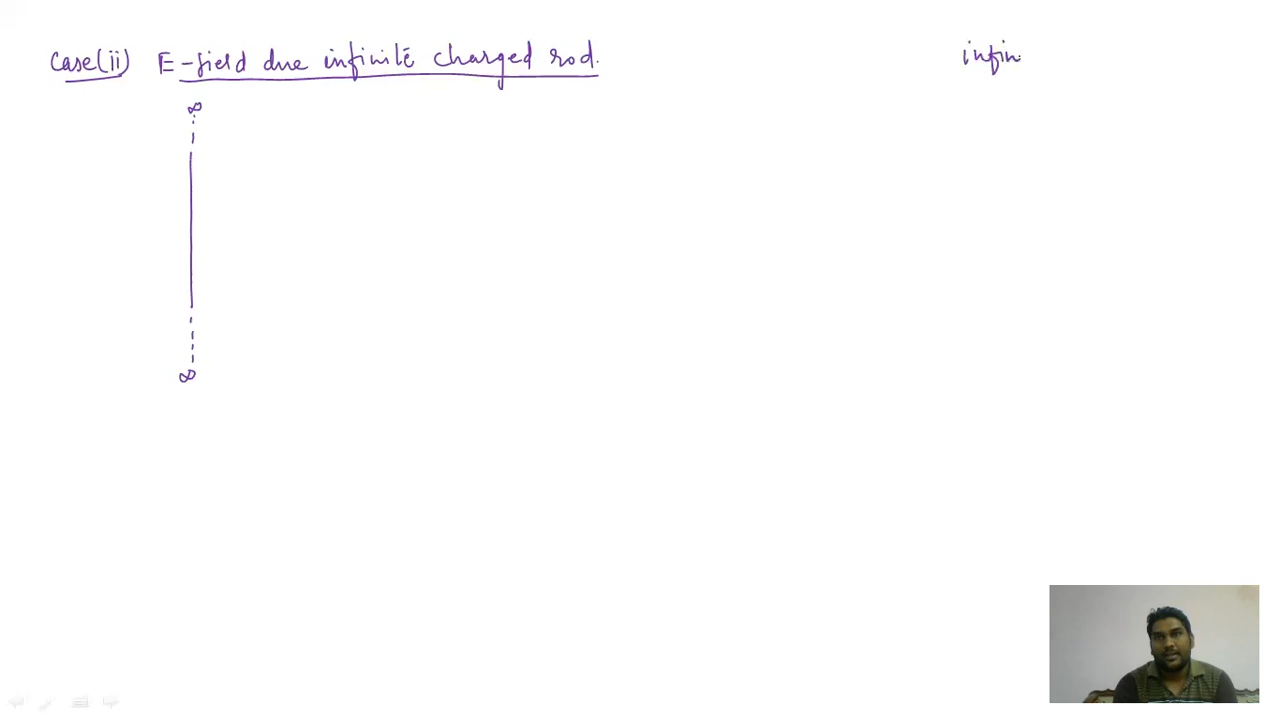 Case(ii) E-field due infinite charged rod.
infin
∞
∞